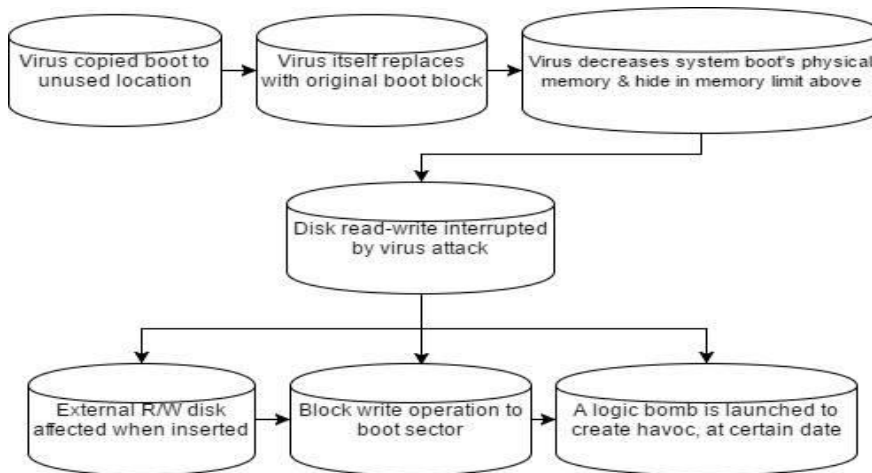 Virus copied boot to
unused location
Virus itself replaces
with original boot block
Virus decreases system boot's physical
memory & hide in memory limit above
Disk read-write interrupted
by virus attack
External R/W disk
affected when inserted
Block write operation to
boot sector
A logic bomb is launched to
create havoc, at certain date